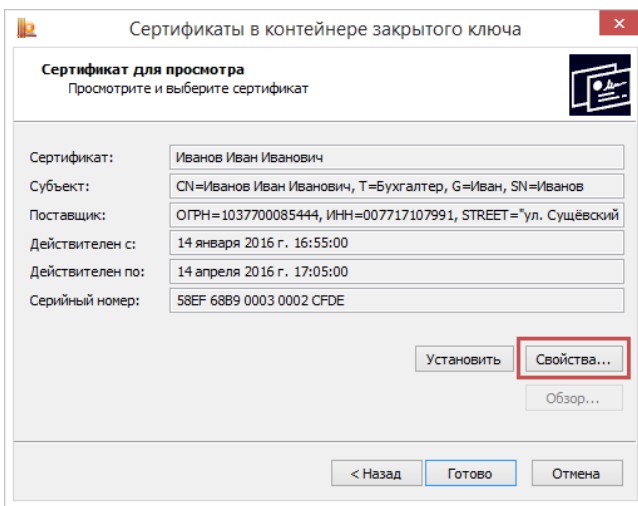 Сертификаты в контейнере закрытого ключа
Сертификат для просмотра
Просмотрите и выберите сертификат
Сертификат: Иванов Иван Иванович
Субъект: CN=Иванов Иван Иванович, T=Бухгалтер, G=Иван, SN=Иванов
Поставщик: ОГРН=1037700085444, ИНН=007717107991, STREET="ул. Сущёвский
Действителен с: 14 января 2016 г. 16:55:00
Действителен по: 14 апреля 2016 г. 17:05:00
Серийный номер: 58EF 68B9 0003 0002 CFDE
Установить Свойства...
Обзор...
< Назад Готово Отмена